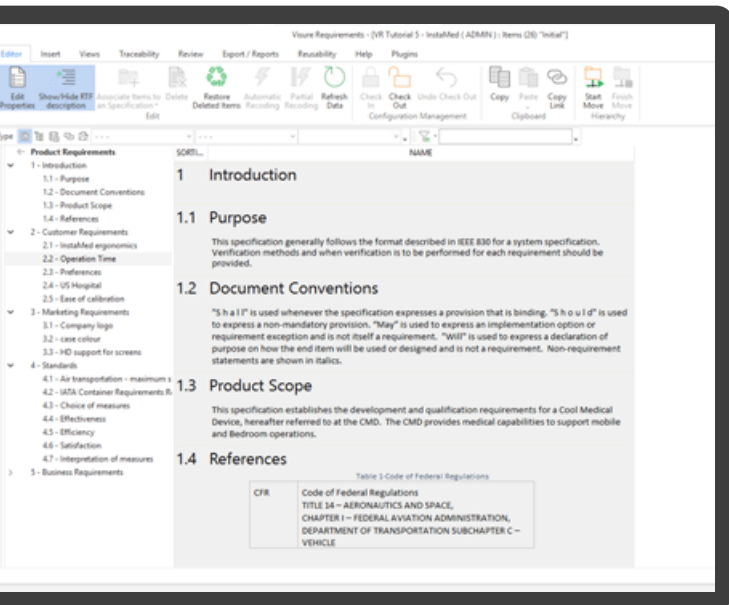 Visure Requirements - [VR Tutorial 5 - InstaMed ( ADMIN ) : Items (26) "Initial"]
Editor Insert Views Traceability Review Export / Reports Reusability Help Plugins
Edit Properties Show/Hide RTF description Associate Items to an Specification Delete Restore Deleted Items Automatic Recoding Partial Recoding Refresh Data Check In Check Out Undo Check Out Copy Paste Copy Link Start Move Finish Move
Edit Configuration Management Clipboard Hierarchy
ype
Product Requirements
1 - Introduction
1.1 - Purpose
1.2 - Document Conventions
1.3 - Product Scope
1.4 - References
2 - Customer Requirements
2.1 - InstaMed ergonomics
2.2 - Operation Time
2.3 - Preferences
2.4 - US Hospital
2.5 - Ease of calibration
3 - Marketing Requirements
3.1 - Company logo
3.2 - case colour
3.3 - HD support for screens
4 - Standards
4.1 - Air transportation - maximum s
4.2 - IATA Container Requirements R
4.3 - Choice of measures
4.4 - Effectiveness
4.5 - Efficiency
4.6 - Satisfaction
4.7 - Interpretation of measures
5 - Business Requirements
SORTI... NAME
1 Introduction
1.1 Purpose
This specification generally follows the format described in IEEE 830 for a system specification.
Verification methods and when verification is to be performed for each requirement should be
provided.
1.2 Document Conventions
"S h a l l" is used whenever the specification expresses a provision that is binding. "S h o u l d" is used
to express a non-mandatory provision. "May" is used to express an implementation option or
requirement exception and is not itself a requirement. "Will" is used to express a declaration of
purpose on how the end item will be used or designed and is not a requirement. Non-requirement
statements are shown in italics.
1.3 Product Scope
This specification establishes the development and qualification requirements for a Cool Medical
Device, hereafter referred to at the CMD. The CMD provides medical capabilities to support mobile
and Bedroom operations.
1.4 References
Table 1-Code of Federal Regulations
CFR Code of Federal Regulations
TITLE 14 – AERONAUTICS AND SPACE,
CHAPTER I – FEDERAL AVIATION ADMINISTRATION,
DEPARTMENT OF TRANSPORTATION SUBCHAPTER C –
VEHICLE